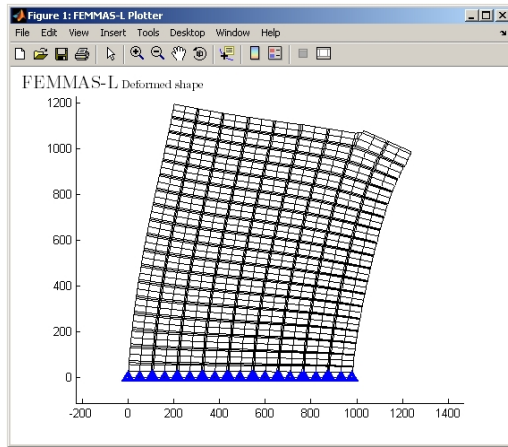 Figure 1: FEMMAS-L Plotter
File Edit View Insert Tools Desktop Window Help
FEMMAS-L Deformed shape
1200
1000
800
600
400
200
0
-200 0 200 400 600 800 1000 1200 1400